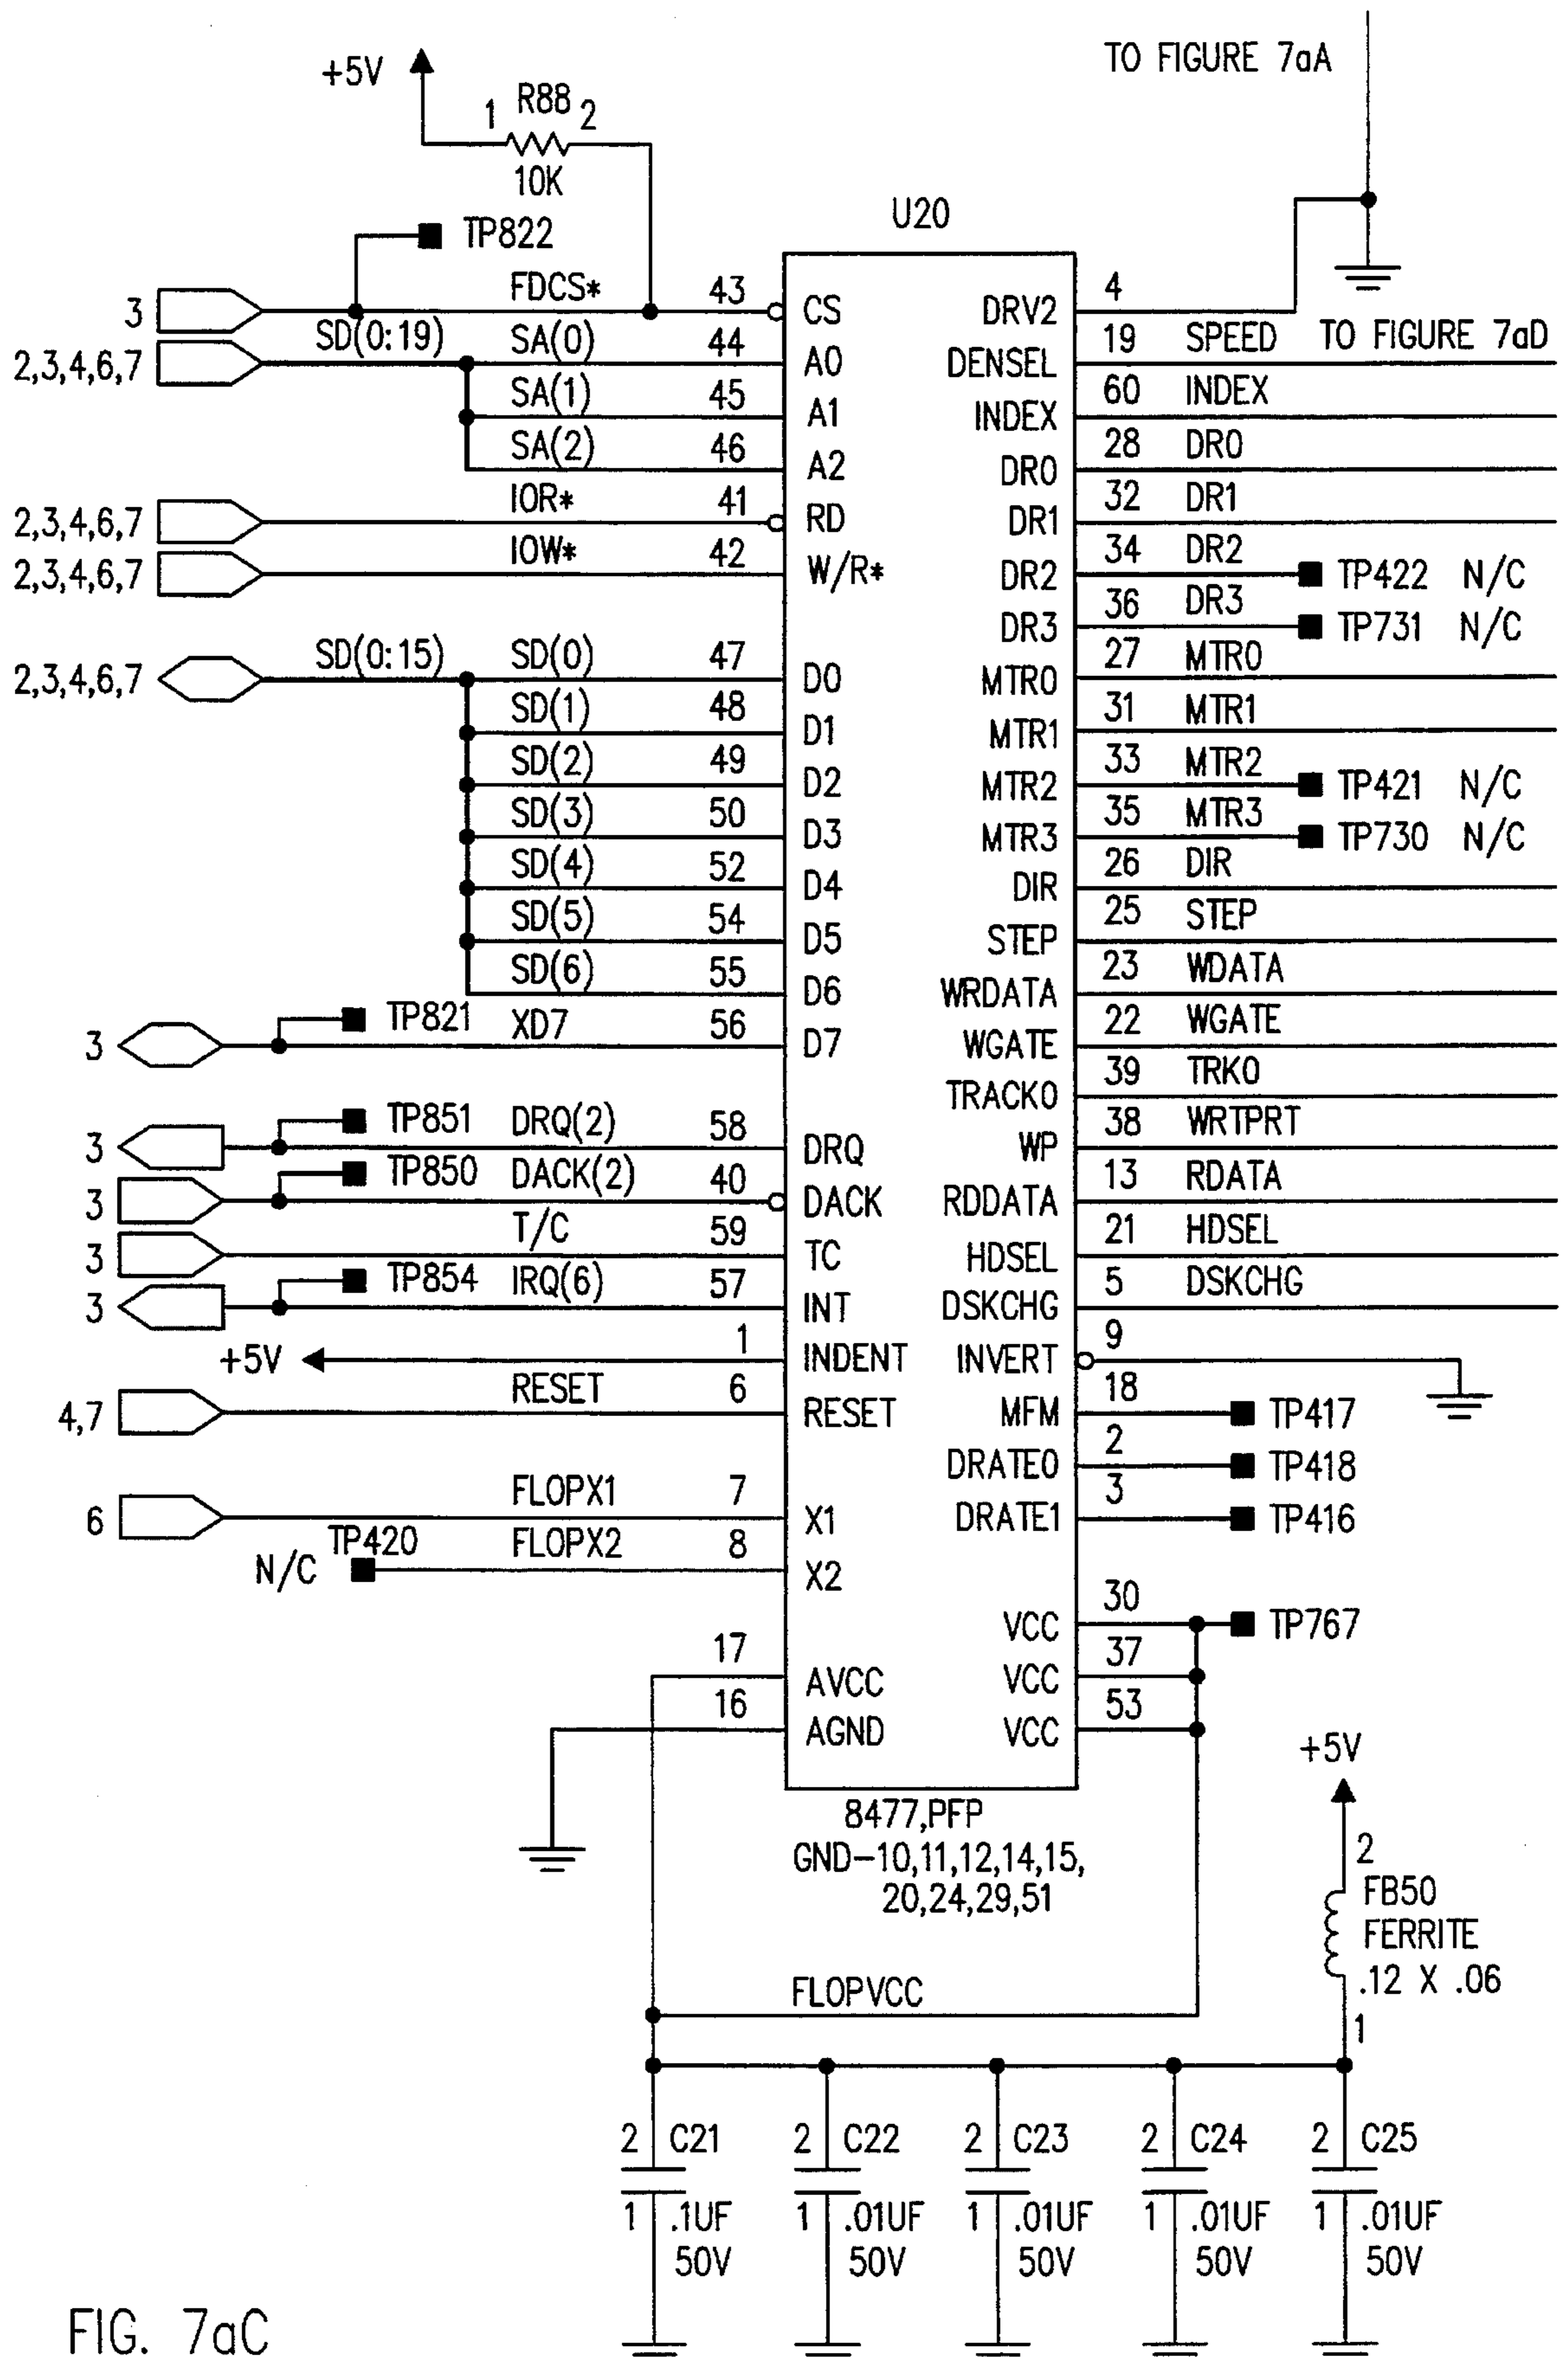 TO FIGURE 7aA
+5V
1 R88 2
10K
TP822
U20
3 FDCS* 43 CS DRV2 4
2,3,4,6,7 SD(0:19) SA(0) 44 A0 DENSEL 19 SPEED TO FIGURE 7aD
SA(1) 45 A1 INDEX 60 INDEX
SA(2) 46 A2 DR0 28 DR0
2,3,4,6,7 IOR* 41 RD DR1 32 DR1
2,3,4,6,7 IOW* 42 W/R* DR2 34 DR2 TP422 N/C
DR3 36 DR3 TP731 N/C
2,3,4,6,7 SD(0:15) SD(0) 47 D0 MTR0 27 MTR0
SD(1) 48 D1 MTR1 31 MTR1
SD(2) 49 D2 MTR2 33 MTR2 TP421 N/C
SD(3) 50 D3 MTR3 35 MTR3 TP730 N/C
SD(4) 52 D4 DIR 26 DIR
SD(5) 54 D5 STEP 25 STEP
SD(6) 55 D6 WRDATA 23 WDATA
3 TP821 XD7 56 D7 WGATE 22 WGATE
TRACK0 39 TRK0
3 TP851 DRQ(2) 58 DRQ WP 38 WRTPRT
3 TP850 DACK(2) 40 DACK RDDATA 13 RDATA
3 T/C 59 TC HDSEL 21 HDSEL
3 TP854 IRQ(6) 57 INT DSKCHG 5 DSKCHG
+5V 1 INDENT INVERT 9
4,7 RESET 6 RESET MFM 18 TP417
DRATE0 2 TP418
6 FLOPX1 7 X1 DRATE1 3 TP416
N/C TP420 FLOPX2 8 X2
VCC 30 TP767
17 AVCC VCC 37
16 AGND VCC 53
8477,PFP
GND-10,11,12,14,15,
20,24,29,51
+5V
2
FB50
FERRITE
.12 X .06
1
FLOPVCC
2 C21 2 C22 2 C23 2 C24 2 C25
1 .1UF 1 .01UF 1 .01UF 1 .01UF 1 .01UF
50V 50V 50V 50V 50V
FIG. 7aC